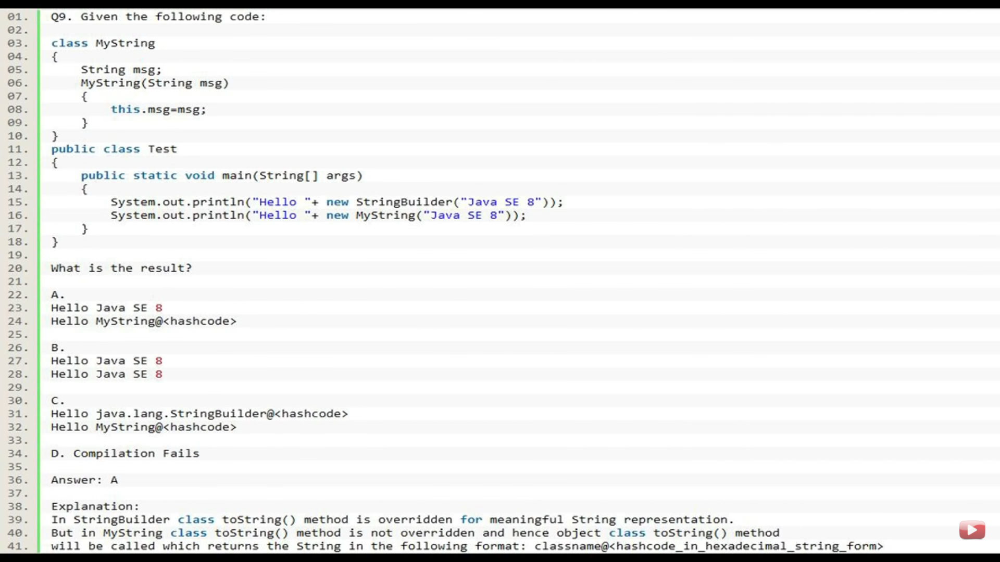 01. Q9. Given the following code:
02.
03. class MyString
04. {
05.     String msg;
06.     MyString(String msg)
07.     {
08.         this.msg=msg;
09.     }
10. }
11. public class Test
12. {
13.     public static void main(String[] args)
14.     {
15.         System.out.println("Hello "+ new StringBuilder("Java SE 8"));
16.         System.out.println("Hello "+ new MyString("Java SE 8"));
17.     }
18. }
19.
20. What is the result?
21.
22. A.
23. Hello Java SE 8
24. Hello MyString@<hashcode>
25.
26. B.
27. Hello Java SE 8
28. Hello Java SE 8
29.
30. C.
31. Hello java.lang.StringBuilder@<hashcode>
32. Hello MyString@<hashcode>
33.
34. D. Compilation Fails
35.
36. Answer: A
37.
38. Explanation:
39. In StringBuilder class toString() method is overridden for meaningful String representation.
40. But in MyString class toString() method is not overridden and hence object class toString() method
41. will be called which returns the String in the following format: classname@<hashcode_in_hexadecimal_string_form>